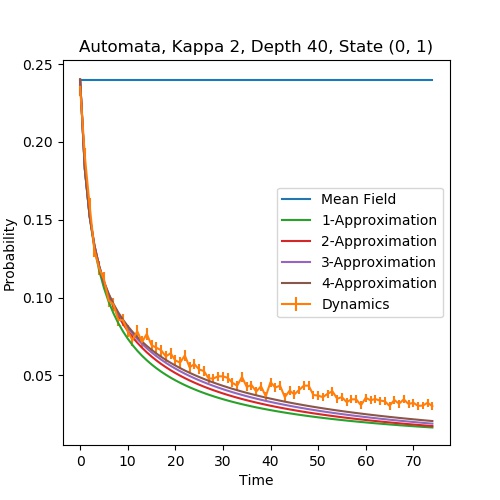 Automata, Kappa 2, Depth 40, State (0, 1)
0.25
0.20
0.15
0.10
0.05
Probability
Mean Field
1-Approximation
2-Approximation
3-Approximation
4-Approximation
Dynamics
0 10 20 30 40 50 60 70
Time